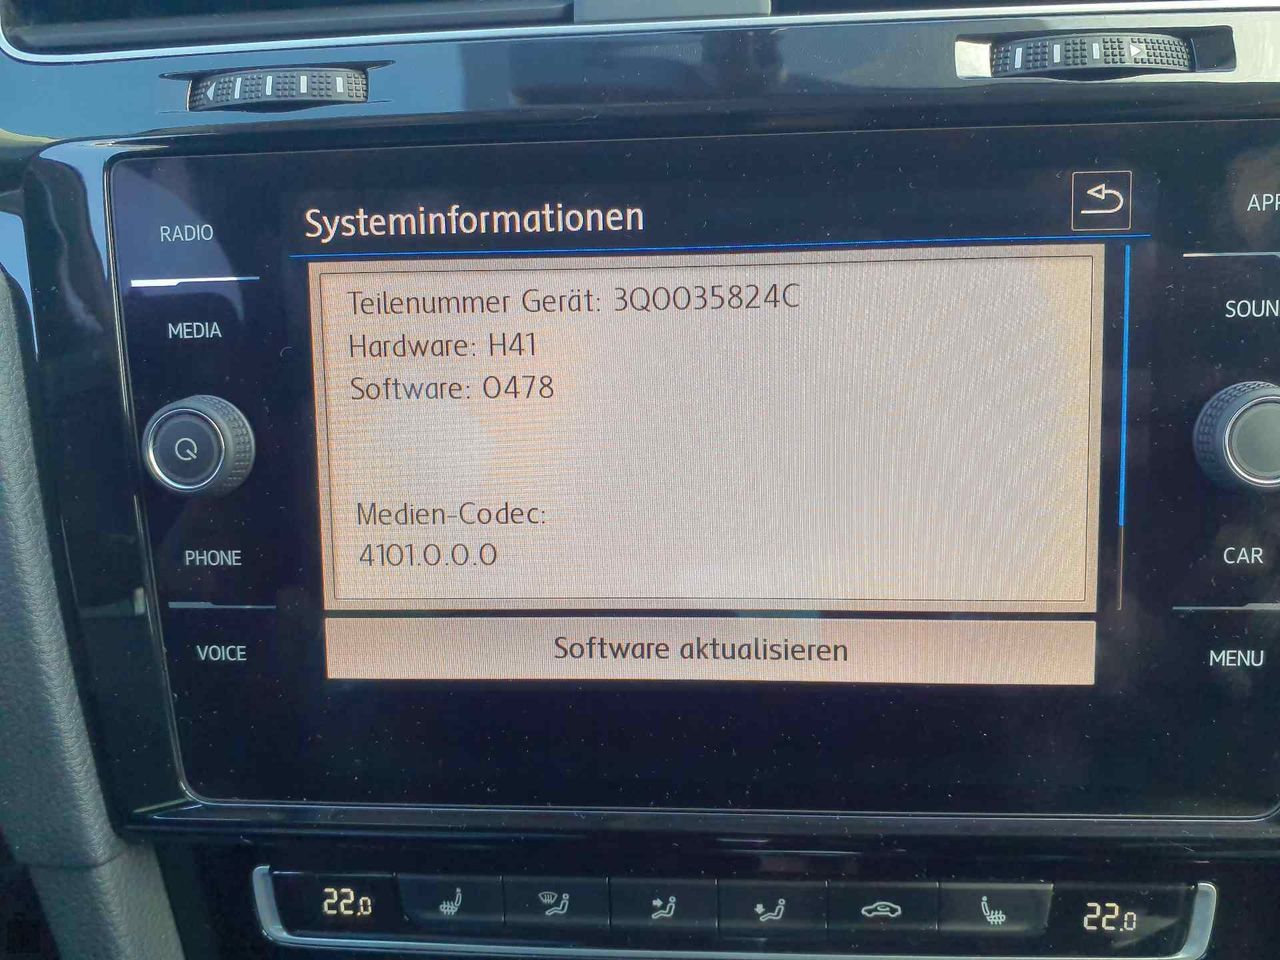 RADIO
MEDIA
PHONE
VOICE
Systeminformationen
Teilenummer Gerät: 3Q0035824C
Hardware: H41
Software: 0478
Medien-Codec:
4101.0.0.0
Software aktualisieren
APP
SOUN
CAR
MENU
22.0
22.0